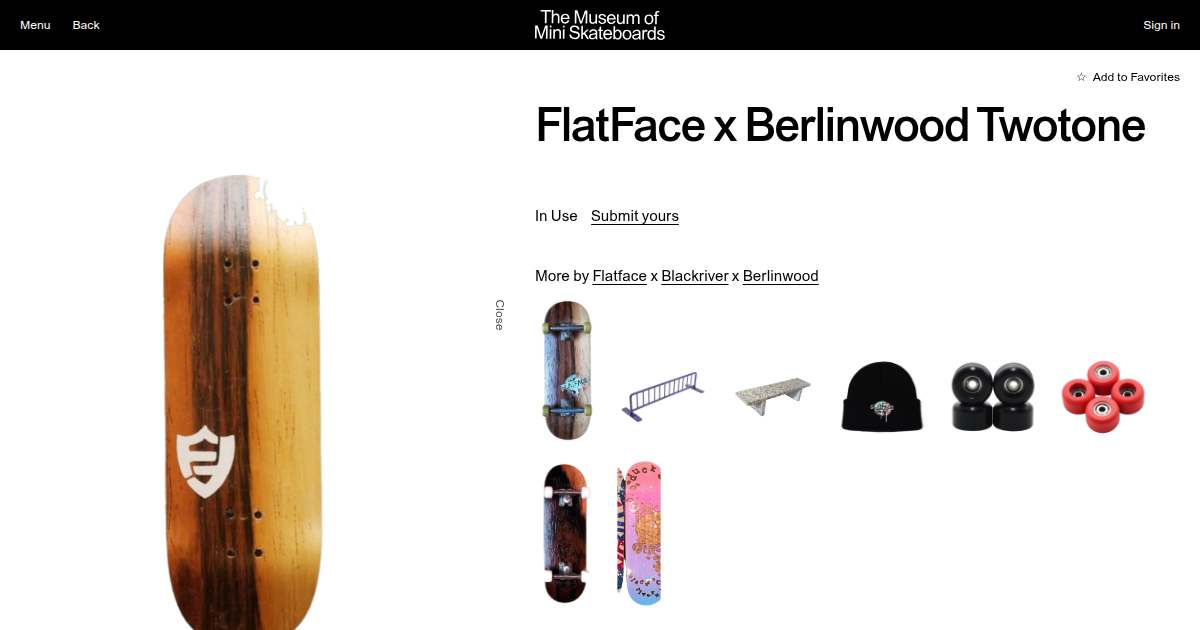 Menu Back
The Museum of
Mini Skateboards
Sign in
☆ Add to Favorites
FlatFace x Berlinwood Twotone
In Use Submit yours
More by Flatface x Blackriver x Berlinwood
Close